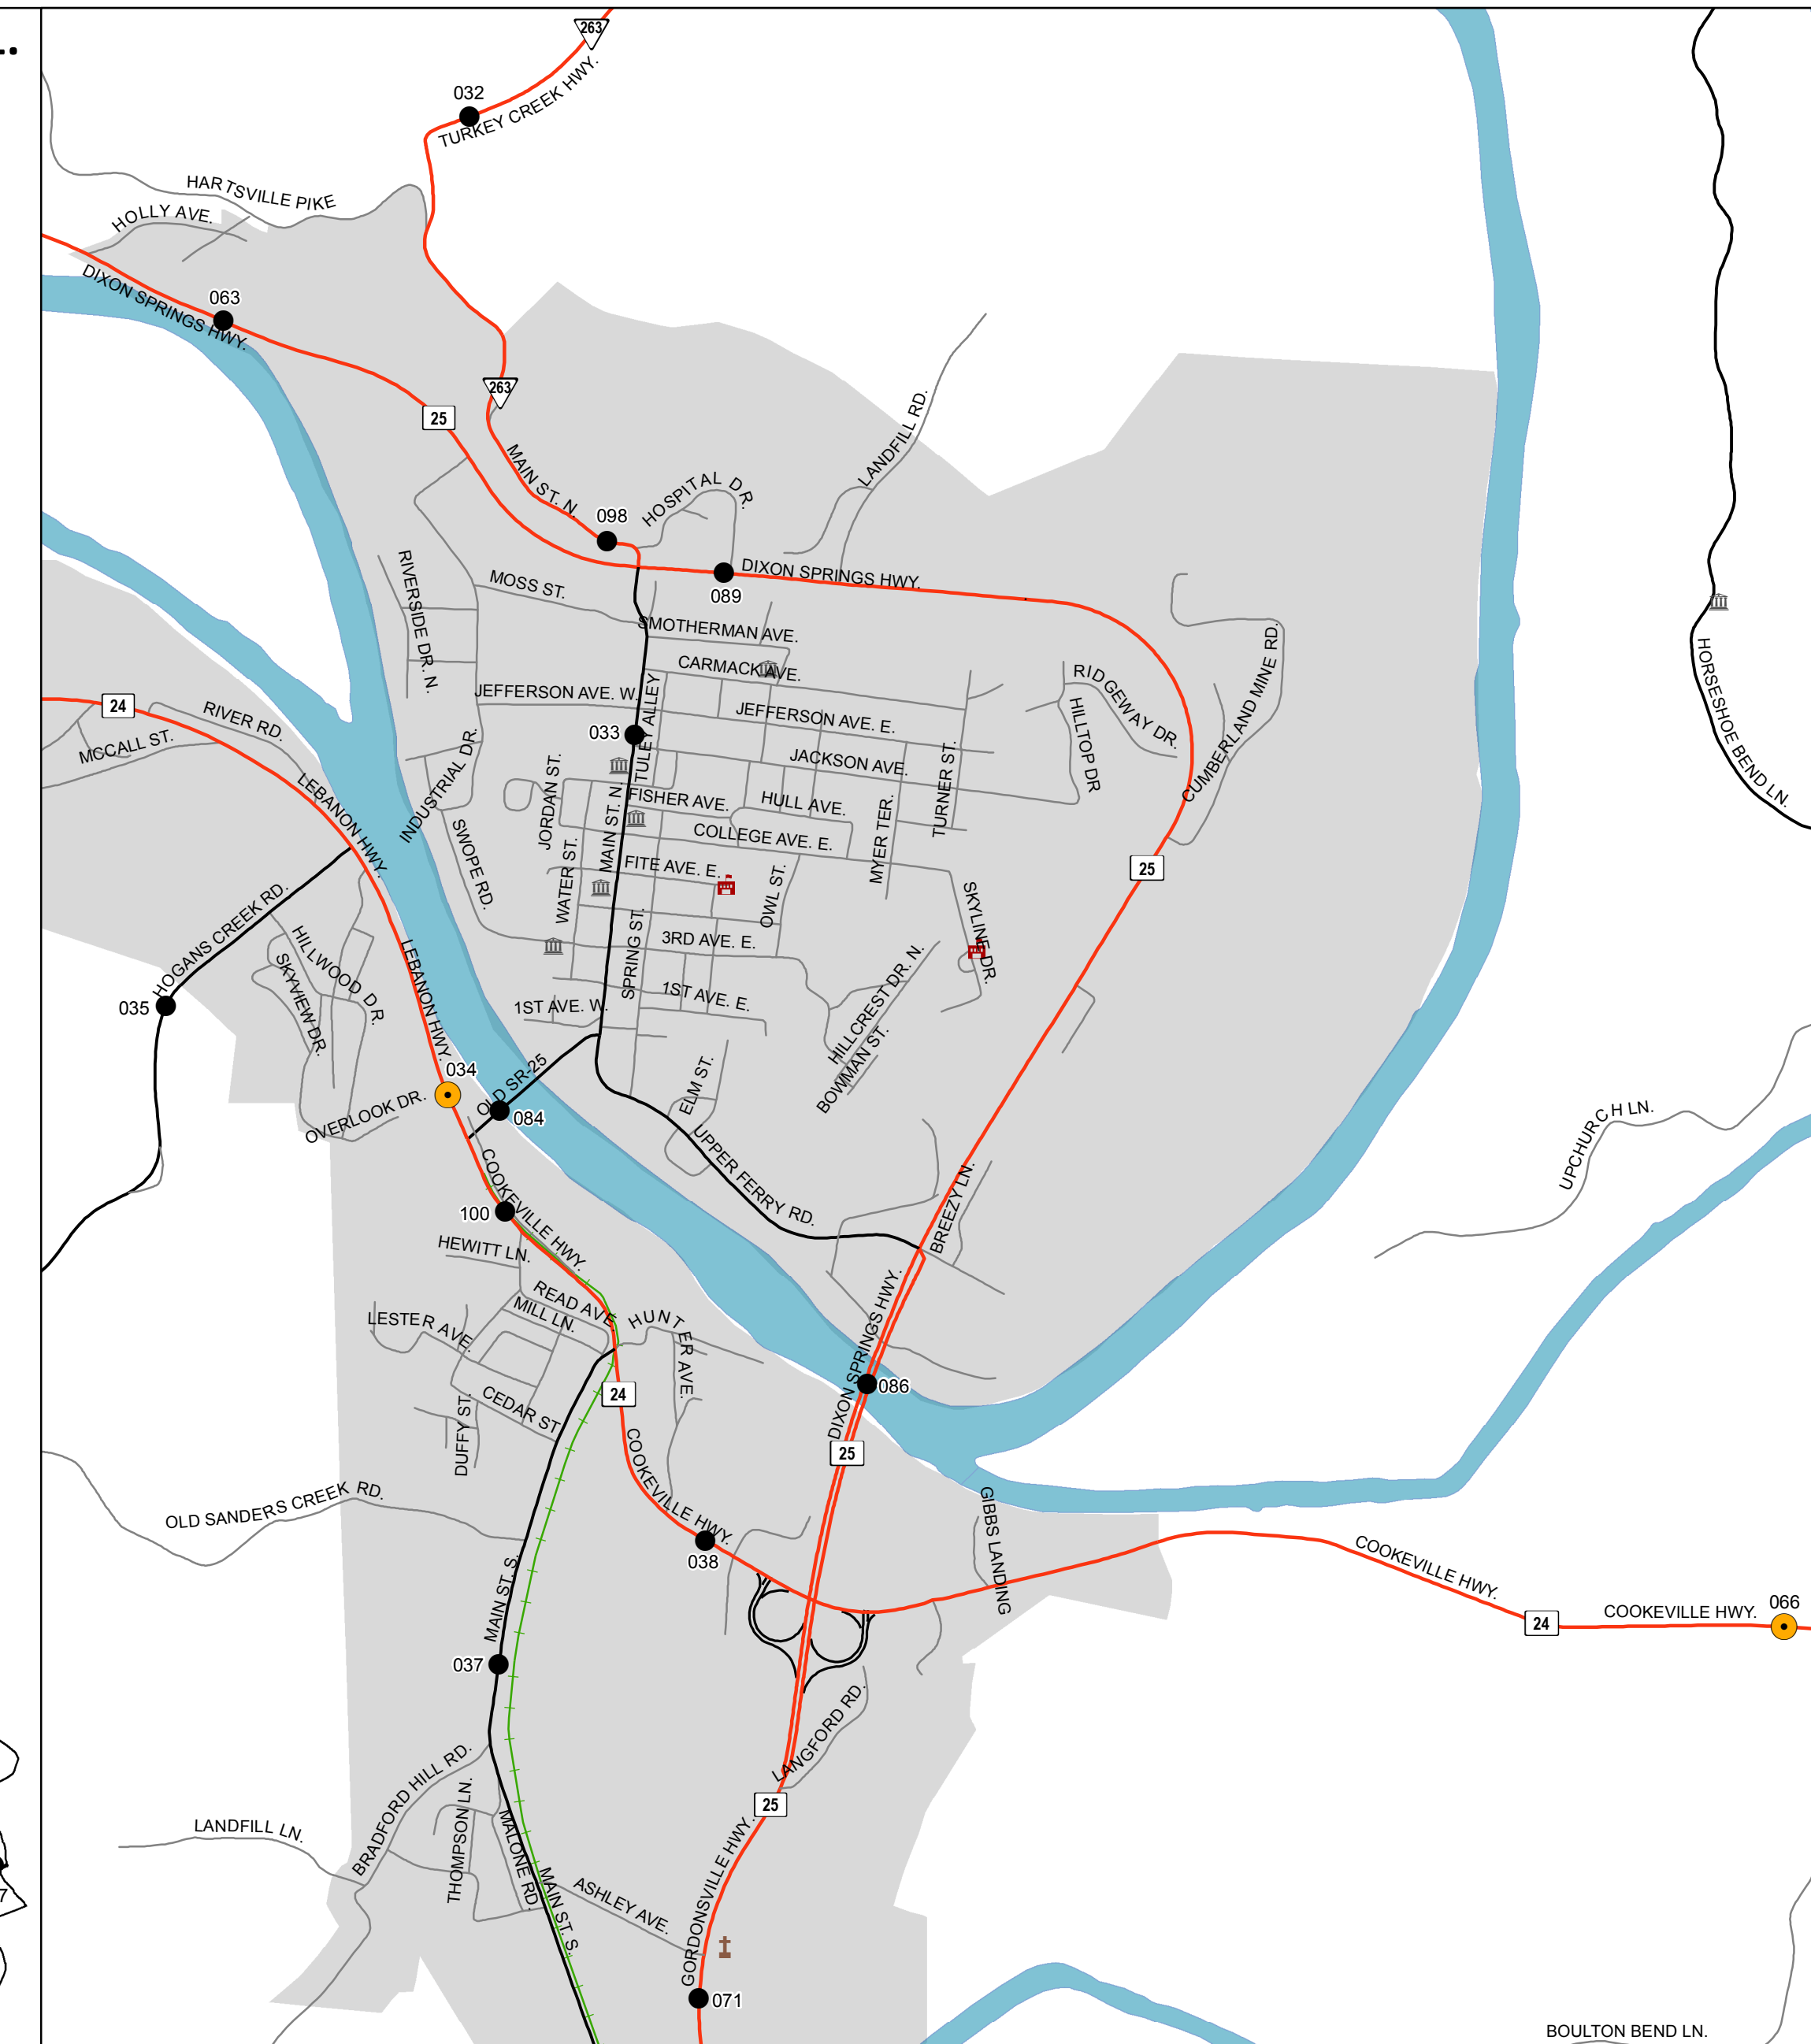 263
032
TURKEY CREEK HWY.
HARTSVILLE PIKE
HOLLY AVE.
DIXON SPRINGS HWY.
063
263
25
MAIN ST. N.
LANDFILL RD.
HOSPITAL DR.
098
DIXON SPRINGS HWY.
089
RIVERSIDE DR. N.
MOSS ST.
SMOTHERMAN AVE.
CARMACK AVE.
RIDGEWAY DR.
CUMBERLAND MINE RD.
HORSESHOE BEND LN.
24
RIVER RD.
JEFFERSON AVE. W.
TULEY ALLEY
JEFFERSON AVE. E.
HILLTOP DR
MCCALL ST.
033
JACKSON AVE.
INDUSTRIAL DR.
JORDAN ST.
TURNER ST.
LEBANON HWY.
MAIN ST. N.
FISHER AVE.
HULL AVE.
SWOPE RD.
COLLEGE AVE. E.
MYER TER.
WATER ST.
FITE AVE. E.
25
HOGANS CREEK RD.
OWL ST.
SKYLINE DR.
HILLWOOD DR.
LEBANON HWY.
SPRING ST.
3RD AVE. E.
SKYVIEW DR.
035
1ST AVE. W.
1ST AVE. E.
HILLCREST DR. N.
BOWMAN ST.
034
OLD SR-25
ELM ST.
084
OVERLOOK DR.
UPCHURCH LN.
UPPER FERRY RD.
COOKEVILLE HWY.
BREEZY LN.
100
HEWITT LN.
READ AVE.
MILL LN.
LESTER AVE.
HUNTER AVE.
DIXON SPRINGS HWY.
086
24
CEDAR ST
DUFFY ST.
25
COOKEVILLE HWY.
OLD SANDERS CREEK RD.
GIBBS LANDING
038
COOKEVILLE HWY.
066
24
COOKEVILLE HWY.
MAIN ST. S.
037
LANGFORD RD.
BRADFORD HILL RD.
25
LANDFILL LN.
THOMPSON LN.
MALONE RD.
MAIN ST. S.
ASHLEY AVE.
GORDONSVILLE HWY.
7
071
BOULTON BEND LN.